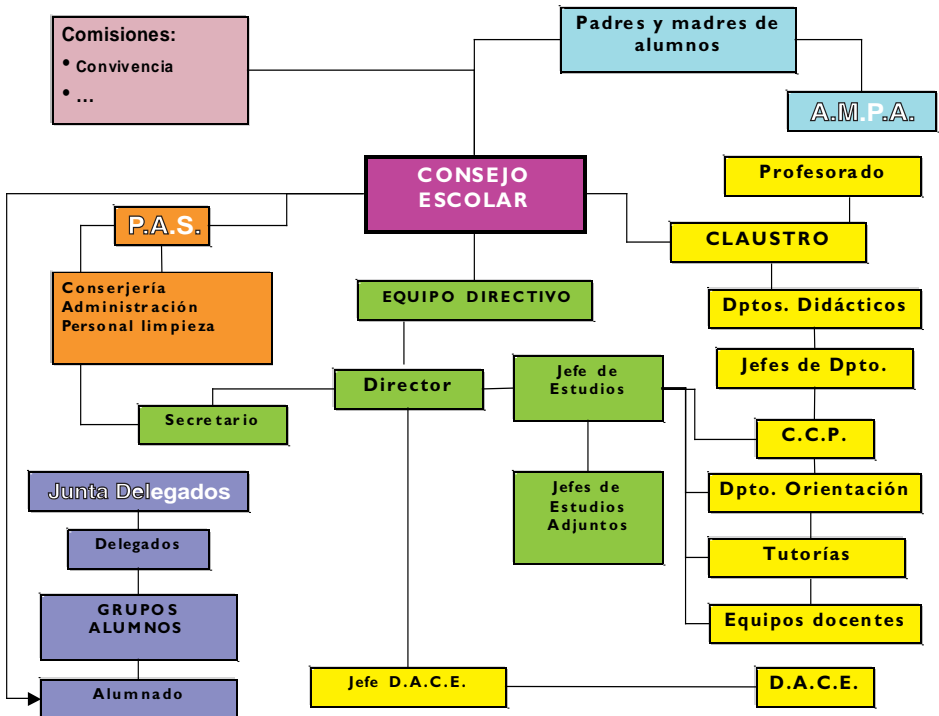 Comisiones:
• Convivencia
• ...
Padres y madres de
alumnos
A.M.P.A.
CONSEJO
ESCOLAR
Profesorado
P.A.S.
CLAUSTRO
Conserjería
Administración
Personal limpieza
EQUIPO DIRECTIVO
Dptos. Didácticos
Jefe de
Estudios
Jefes de Dpto.
Director
Secretario
C.C.P.
Junta Delegados
Jefes de
Estudios
Adjuntos
Dpto. Orientación
Delegados
Tutorías
GRUPOS
ALUMNOS
Equipos docentes
Alumnado
Jefe D.A.C.E.
D.A.C.E.